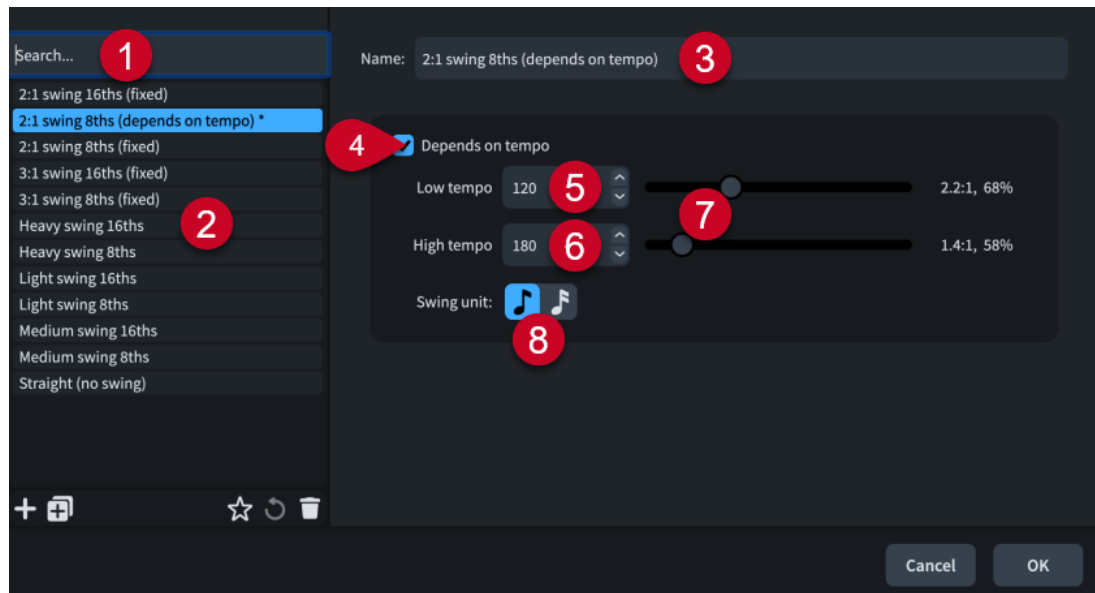 Search...
1
2:1 swing 16ths (fixed)
2:1 swing 8ths (depends on tempo) *
2:1 swing 8ths (fixed)
3:1 swing 16ths (fixed)
3:1 swing 8ths (fixed)
Heavy swing 16ths
2
Heavy swing 8ths
Light swing 16ths
Light swing 8ths
Medium swing 16ths
Medium swing 8ths
Straight (no swing)
Name: 2:1 swing 8ths (depends on tempo) 3
4 Depends on tempo
Low tempo 120 5 2.2:1, 68%
7
High tempo 180 6 1.4:1, 58%
Swing unit:
8
Cancel OK